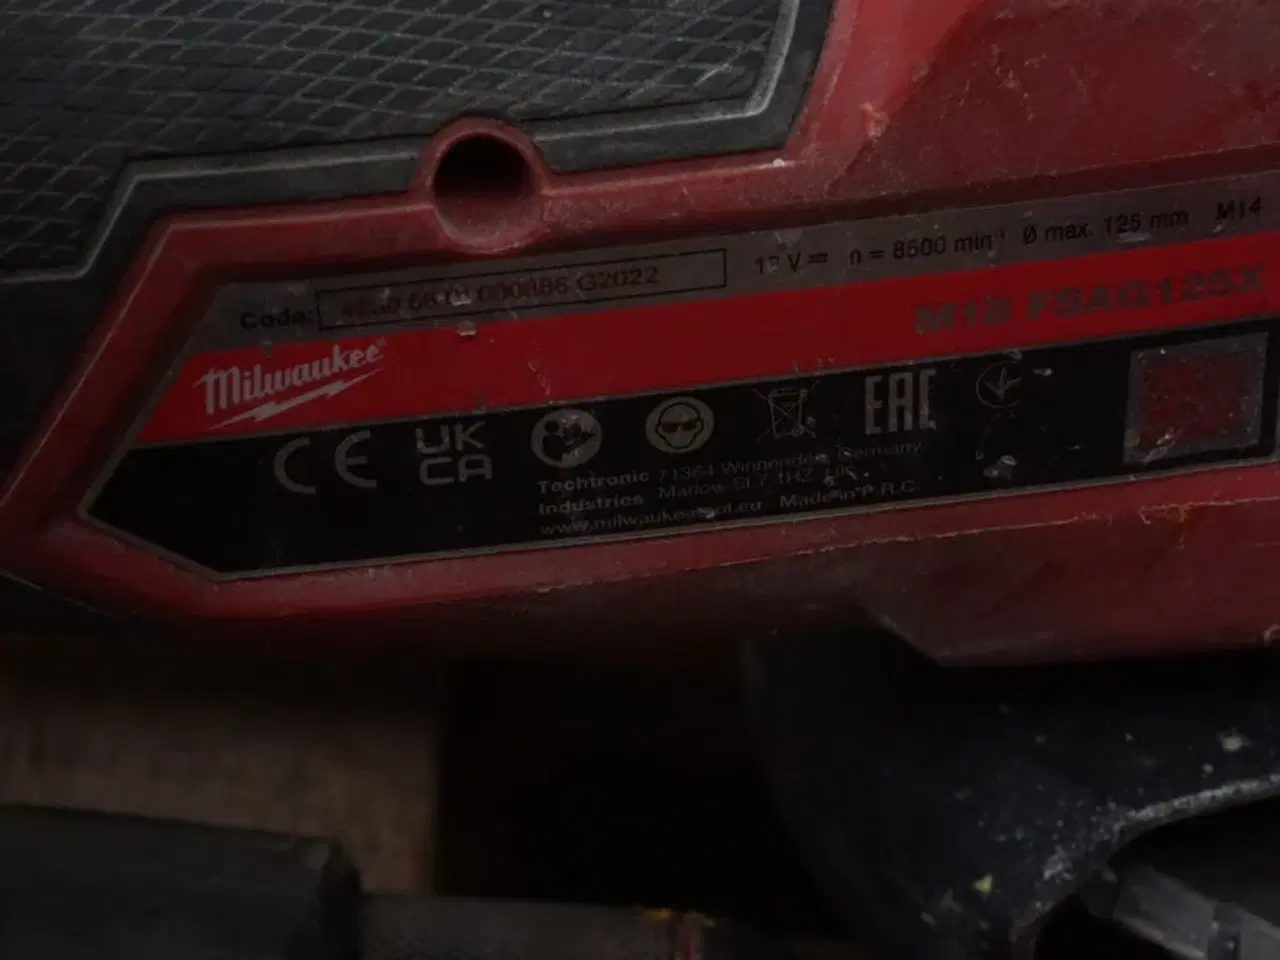 Code: G2022
V n = 8500 min⁻¹ Ø max. 125 mm M14
Milwaukee
M18 FSAG125X
CE UK CA EAC
Techtronic 71364 Winnenden, Germany
Industries Marlow SL7 1HZ, UK
www.milwaukeetool.eu Made in P.R.C.